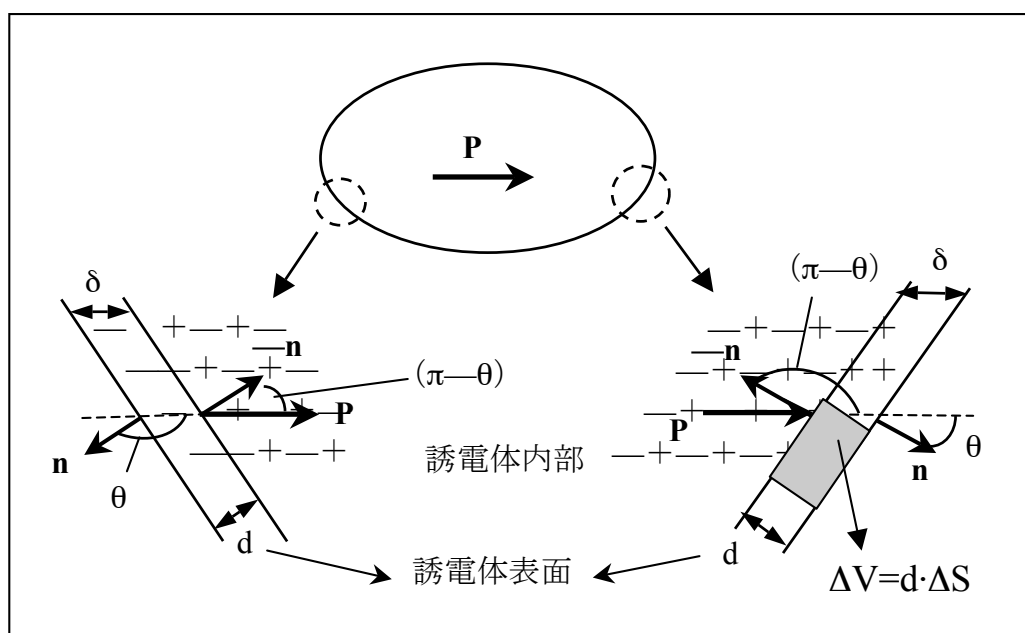 P
δ
— +—+—
—n
——+—+—
(π—θ)
+ +—
P
n
θ
——+—+
d
(π—θ)
δ
—+—+—+
—n
—+—+—+
—+
P
—+—+—+
θ
n
d
誘電体内部
誘電体表面
ΔV=d·ΔS